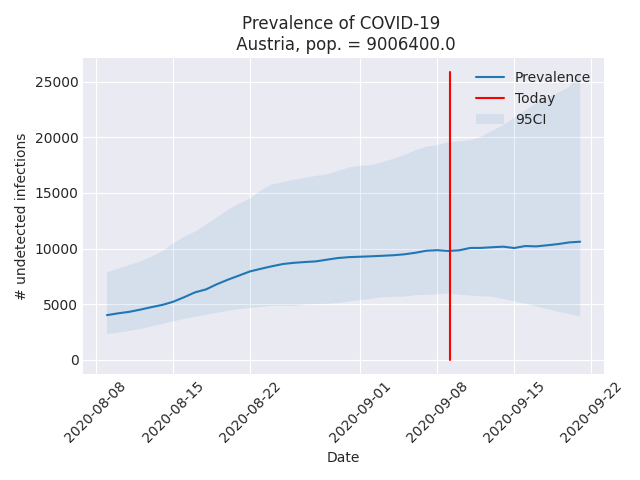 Prevalence of COVID-19
Austria, pop. = 9006400.0
Prevalence
Today
95CI
25000
20000
15000
10000
5000
0
# undetected infections
2020-08-08
2020-08-15
2020-08-22
2020-09-01
2020-09-08
2020-09-15
2020-09-22
Date